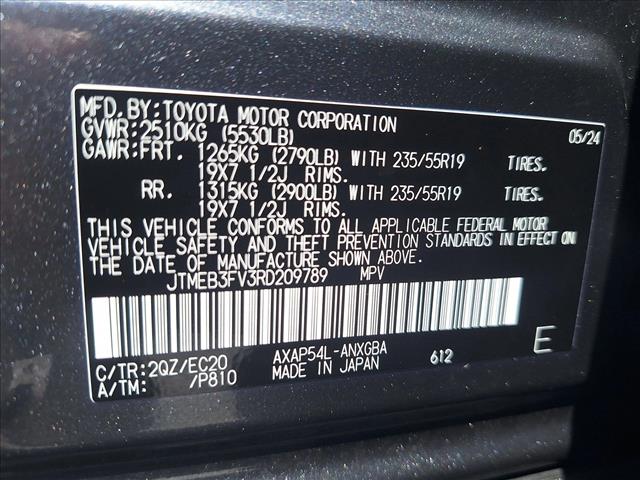 MFD. BY: TOYOTA MOTOR CORPORATION
GVWR: 2510KG (5530LB) 05/24
GAWR: FRT. 1265KG (2790LB) WITH 235/55R19 TIRES.
19X7 1/2J RIMS.
RR. 1315KG (2900LB) WITH 235/55R19 TIRES.
19X7 1/2J RIMS.
THIS VEHICLE CONFORMS TO ALL APPLICABLE FEDERAL MOTOR
VEHICLE SAFETY AND THEFT PREVENTION STANDARDS IN EFFECT ON
THE DATE OF MANUFACTURE SHOWN ABOVE.
JTMEB3FV3RD209789 MPV
C/TR: 2QZ/EC20 AXAP54L-ANXGBA
A/TM: /P810 MADE IN JAPAN 612 E